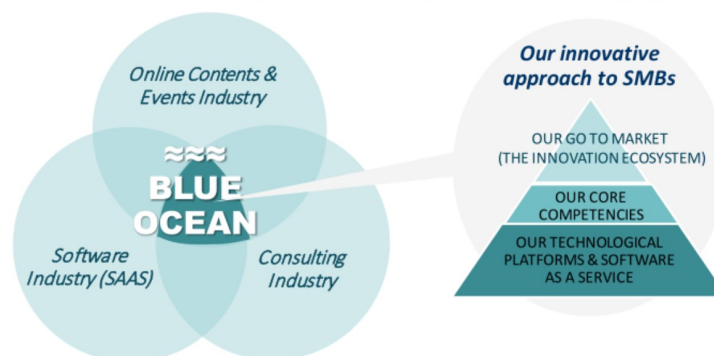 Online Contents &
Events Industry
BLUE
OCEAN
Software
Industry (SAAS)
Consulting
Industry
Our innovative
approach to SMBs
OUR GO TO MARKET
(THE INNOVATION ECOSYSTEM)
OUR CORE
COMPETENCIES
OUR TECHNOLOGICAL
PLATFORMS & SOFTWARE
AS A SERVICE